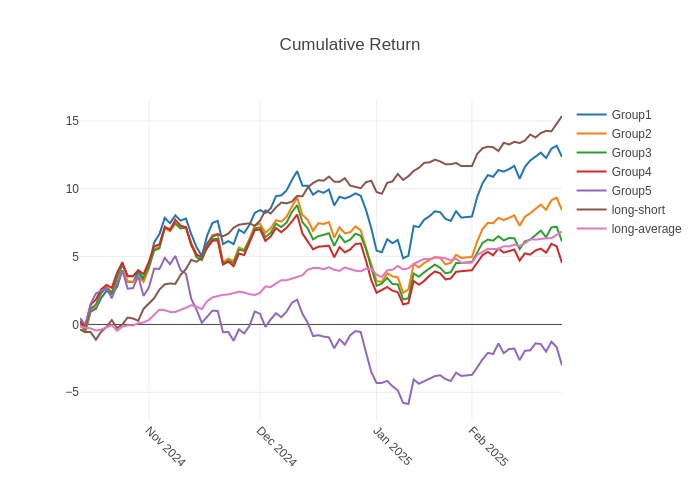 Cumulative Return
15
10
5
0
−5
Nov 2024
Dec 2024
Jan 2025
Feb 2025
Group1
Group2
Group3
Group4
Group5
long-short
long-average